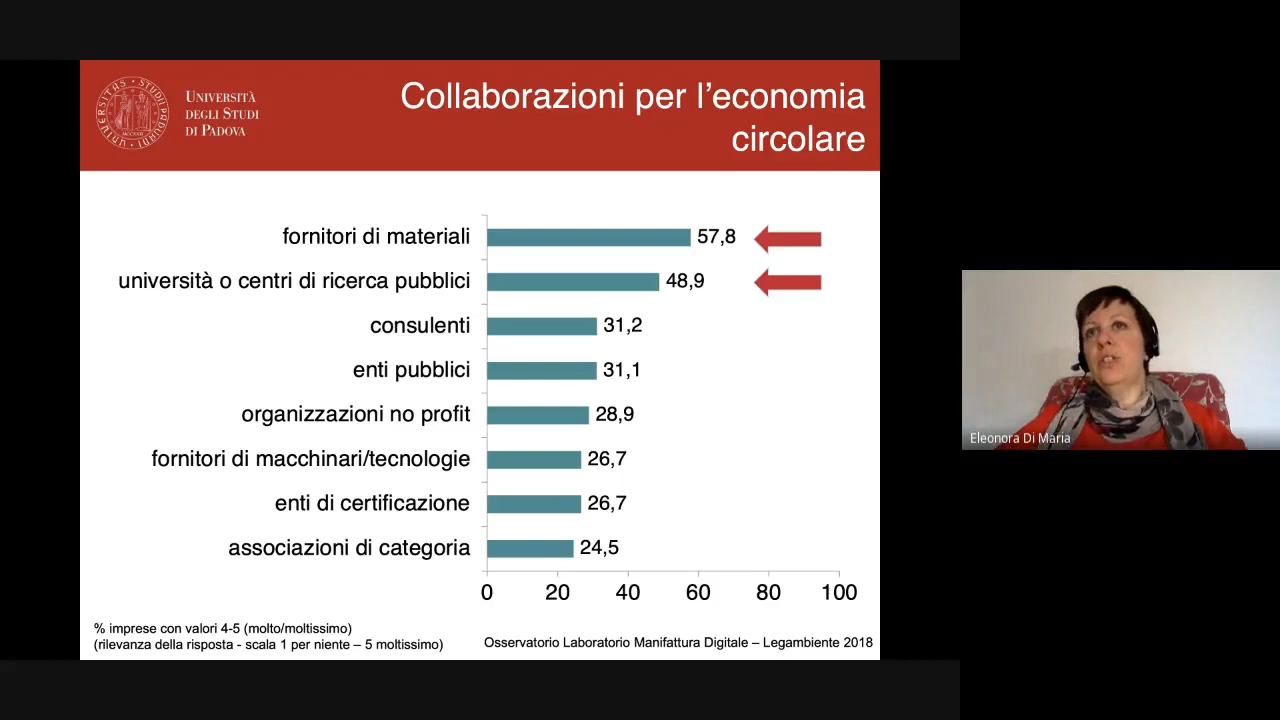 UNIVERSITÀ
DEGLI STUDI
DI PADOVA
Collaborazioni per l'economia
circolare
fornitori di materiali 57,8
università o centri di ricerca pubblici 48,9
consulenti 31,2
enti pubblici 31,1
organizzazioni no profit 28,9
fornitori di macchinari/tecnologie 26,7
enti di certificazione 26,7
associazioni di categoria 24,5
0 20 40 60 80 100
% imprese con valori 4-5 (molto/moltissimo)
(rilevanza della risposta - scala 1 per niente – 5 moltissimo)
Osservatorio Laboratorio Manifattura Digitale – Legambiente 2018
Eleonora Di Maria